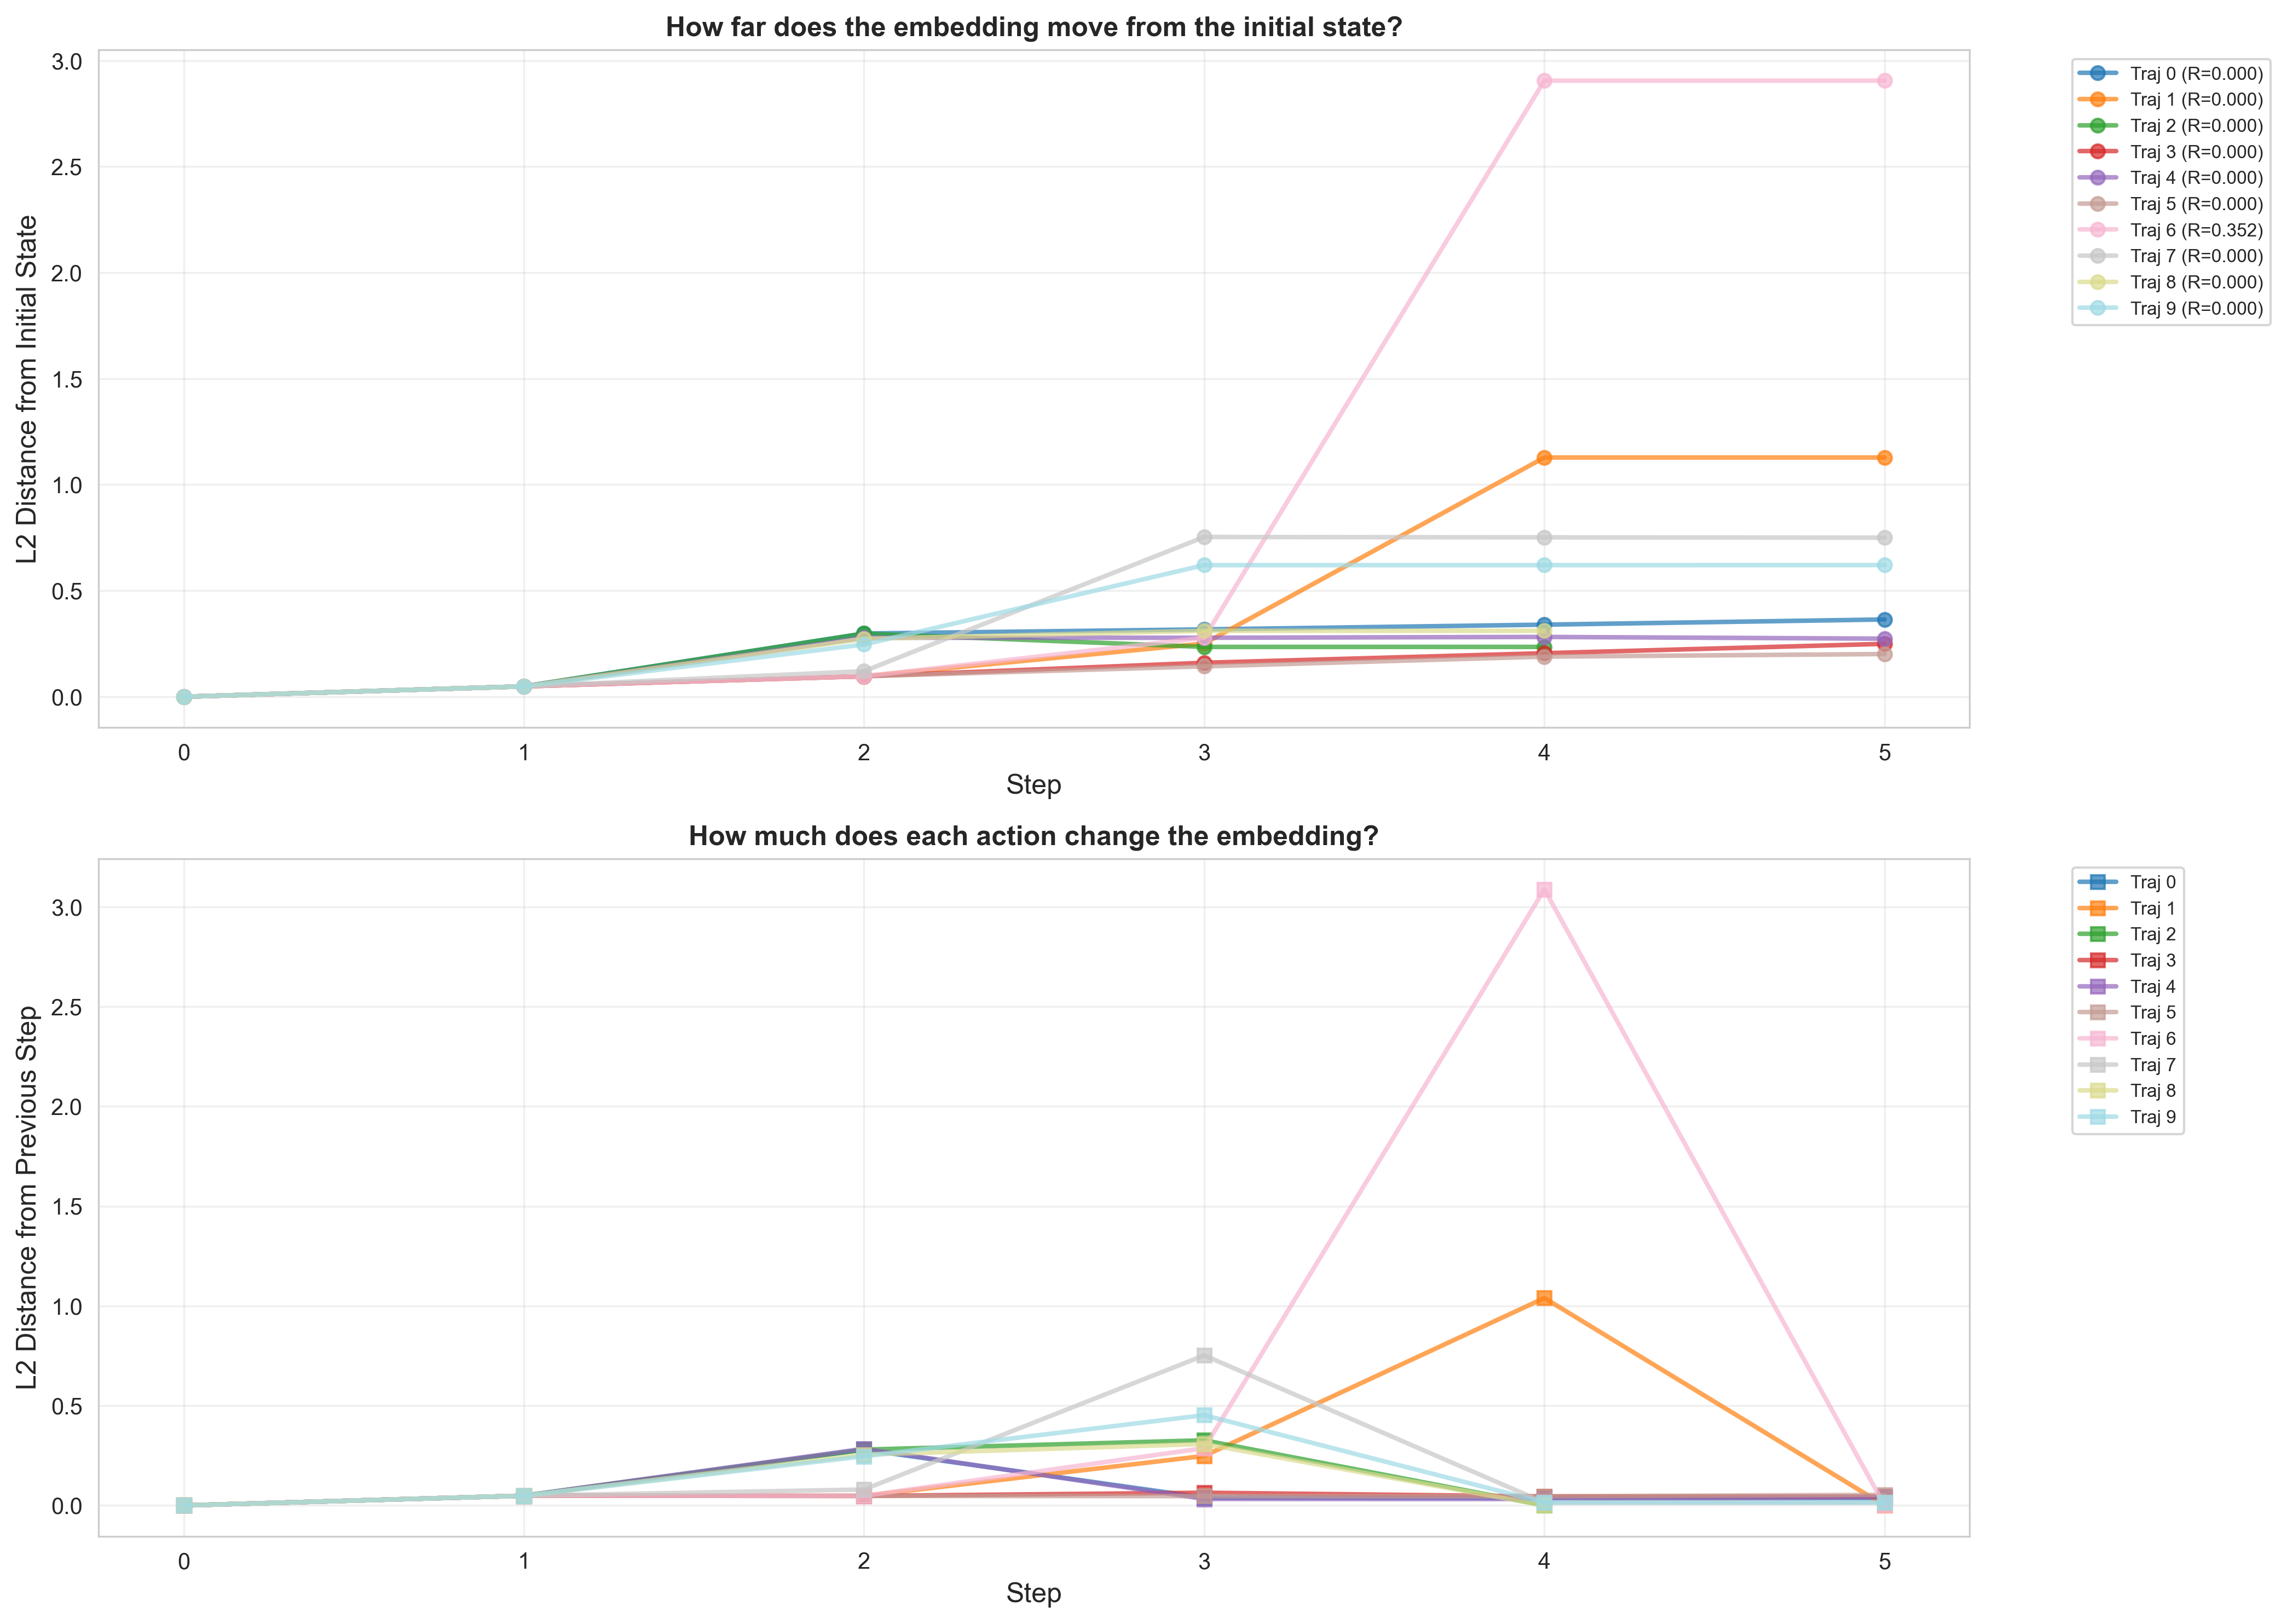 How far does the embedding move from the initial state?
3.0
2.5
2.0
1.5
1.0
0.5
0.0
L2 Distance from Initial State
0 1 2 3 4 5
Step
Traj 0 (R=0.000)
Traj 1 (R=0.000)
Traj 2 (R=0.000)
Traj 3 (R=0.000)
Traj 4 (R=0.000)
Traj 5 (R=0.000)
Traj 6 (R=0.352)
Traj 7 (R=0.000)
Traj 8 (R=0.000)
Traj 9 (R=0.000)
How much does each action change the embedding?
3.0
2.5
2.0
1.5
1.0
0.5
0.0
L2 Distance from Previous Step
0 1 2 3 4 5
Step
Traj 0
Traj 1
Traj 2
Traj 3
Traj 4
Traj 5
Traj 6
Traj 7
Traj 8
Traj 9